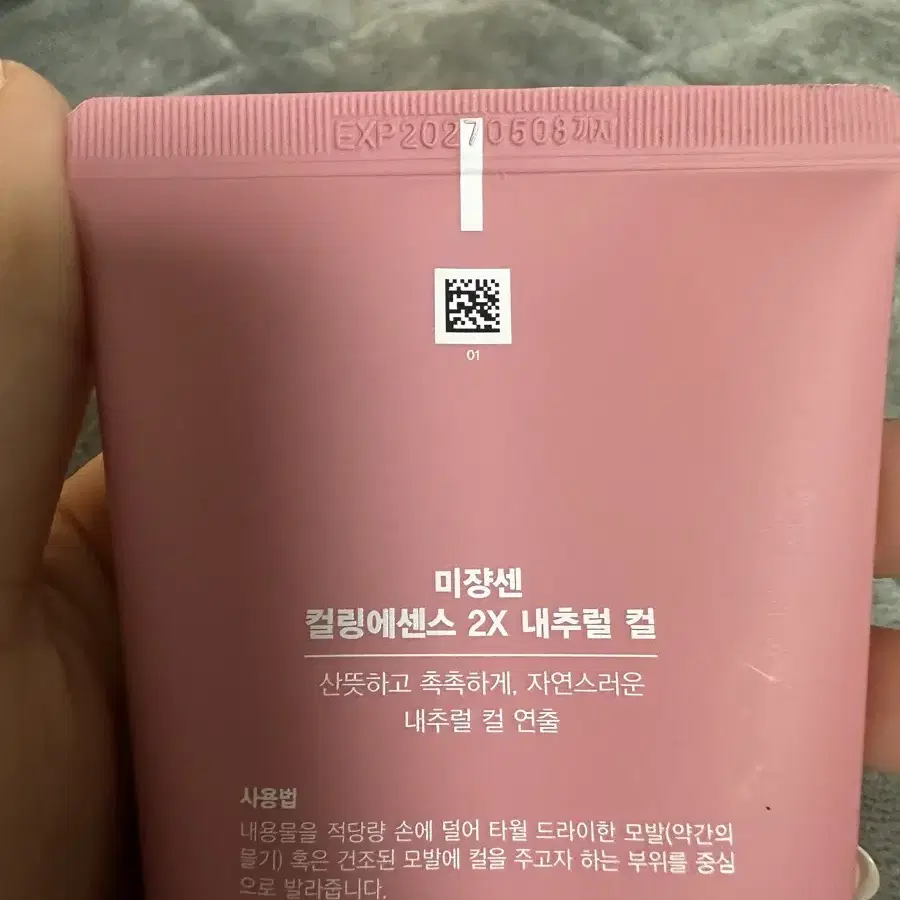 EXP20270508까지
01
미쟝센
컬링에센스 2X 내추럴 컬
산뜻하고 촉촉하게, 자연스러운
내추럴 컬 연출
사용법
내용물을 적당량 손에 덜어 타월 드라이한 모발(약간의
물기) 혹은 건조된 모발에 컬을 주고자 하는 부위를 중심
으로 발라줍니다.